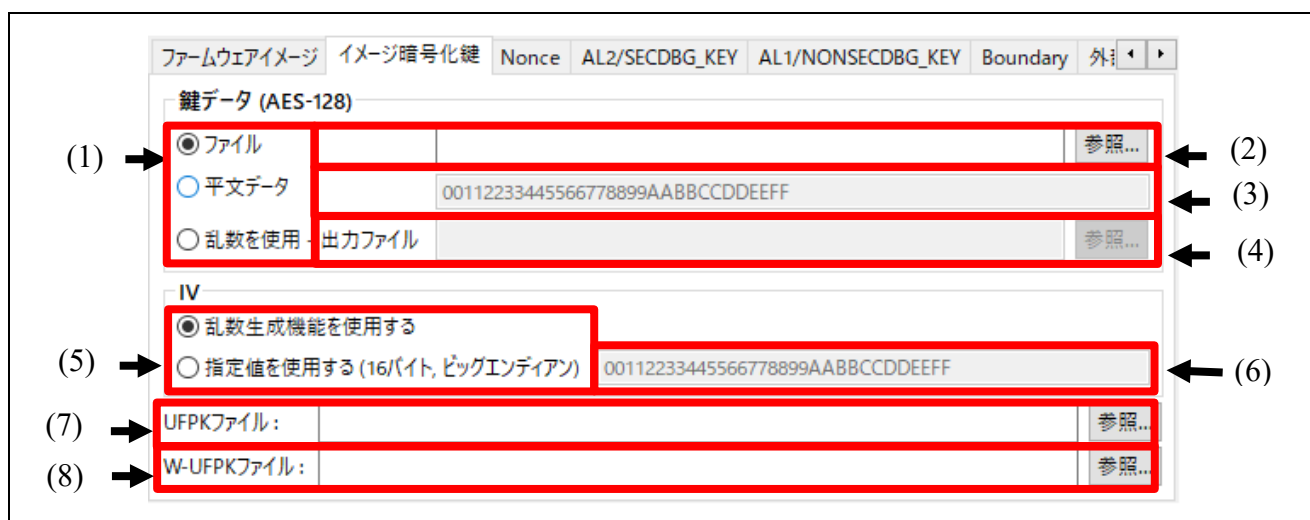 ファームウェアイメージ イメージ暗号化鍵 Nonce AL2/SECDBG_KEY AL1/NONSECDBG_KEY Boundary
鍵データ (AES-128)
(1) ファイル 参照... (2)
平文データ 00112233445566778899AABBCCDDEEFF (3)
乱数を使用 - 出力ファイル 参照... (4)
IV
乱数生成機能を使用する
(5) 指定値を使用する (16バイト, ビッグエンディアン) 00112233445566778899AABBCCDDEEFF (6)
(7) UFPKファイル : 参照...
(8) W-UFPKファイル : 参照...